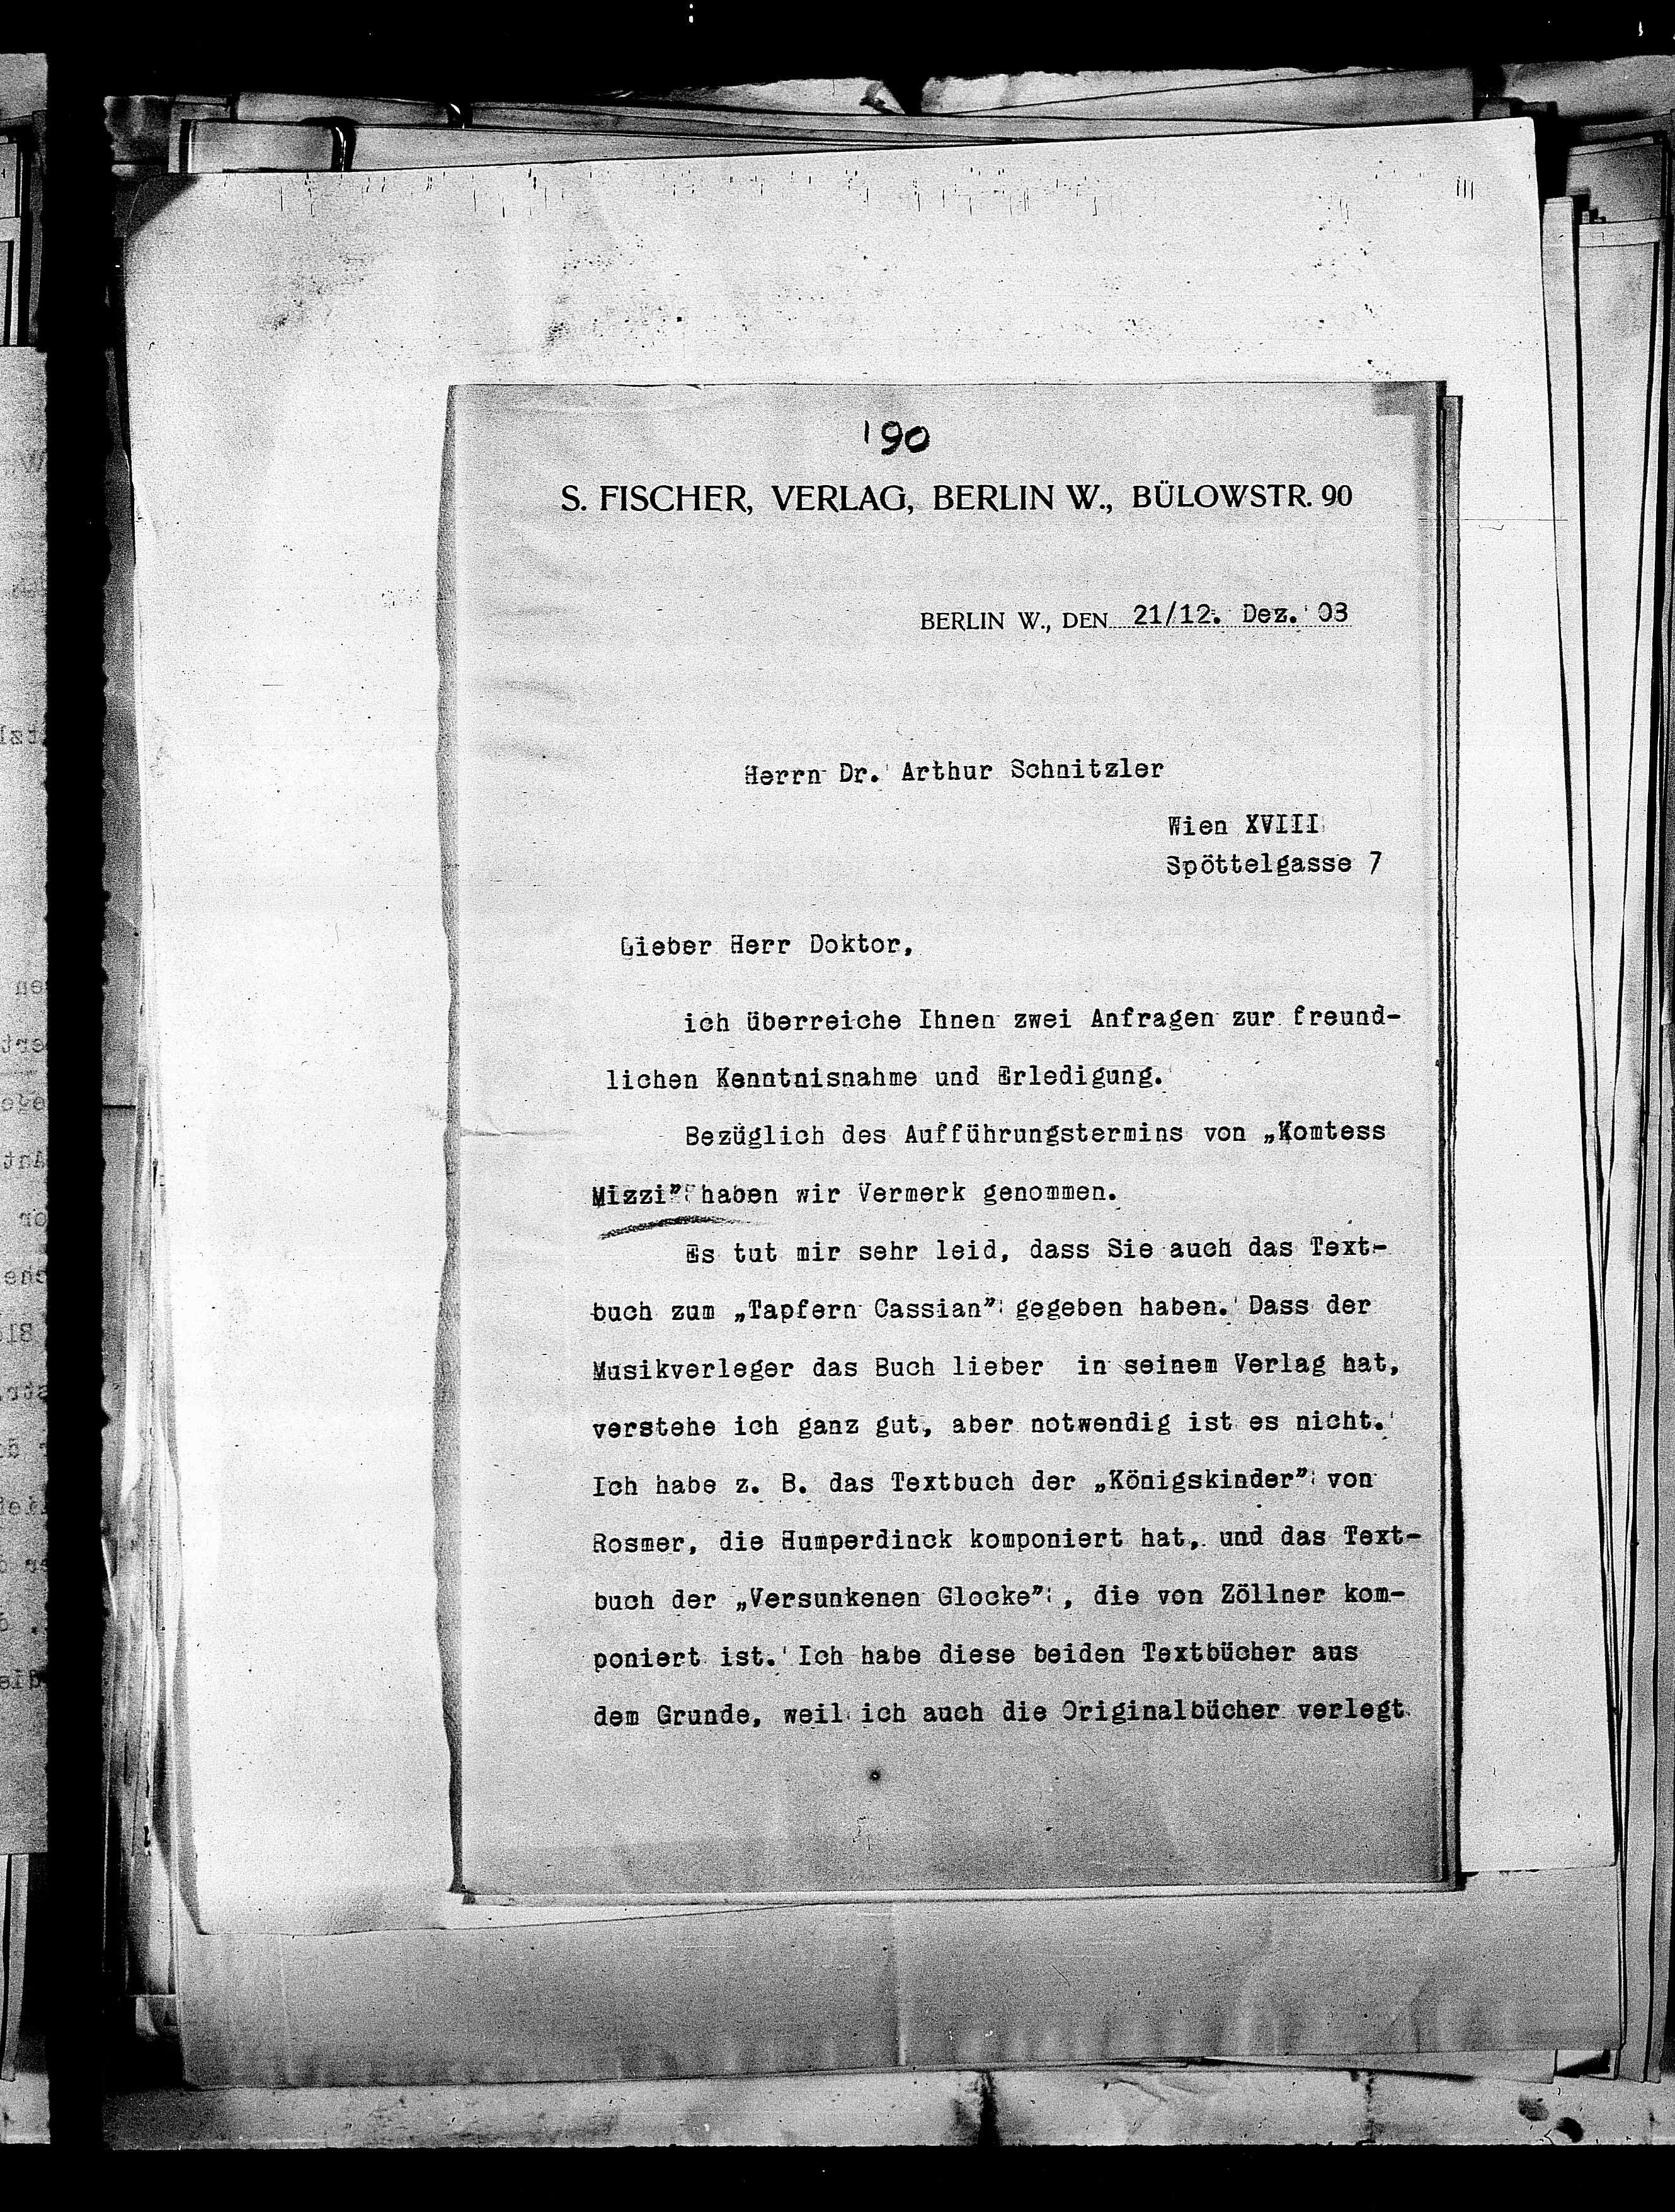 190
S. FISCHER, VERLAG, BERLIN W., BÜLOWSTR. 90
BERLIN W., DEN 21/12. Dez. 08
Herrn Dr. Arthur Schnitzler
Wien XVIII
Spöttelgasse 7
Lieber Herr Doktor,
ich überreiche Ihnen zwei Anfragen zur freund-
lichen Kenntnisnahme und Erledigung.
Bezüglich des Aufführungstermins von „Komtess
Mizzi” haben wir Vermerk genommen.
Es tut mir sehr leid, dass Sie auch das Text-
buch zum „Tapfern Cassian” gegeben haben. Dass der
Musikverleger das Buch lieber in seinem Verlag hat,
verstehe ich ganz gut, aber notwendig ist es nicht.
Ich habe z. B. das Textbuch der „Königskinder” von
Rosmer, die Humperdinck komponiert hat, und das Text-
buch der „Versunkenen Glocke”, die von Zöllner kom-
poniert ist. Ich habe diese beiden Textbücher aus
dem Grunde, weil ich auch die Originalbücher verlegt